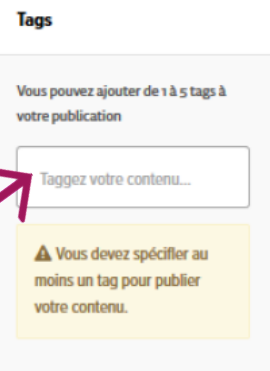 Tags
Vous pouvez ajouter de 1 à 5 tags à
votre publication
Taggez votre contenu...
⚠ Vous devez spécifier au
moins un tag pour publier
votre contenu.